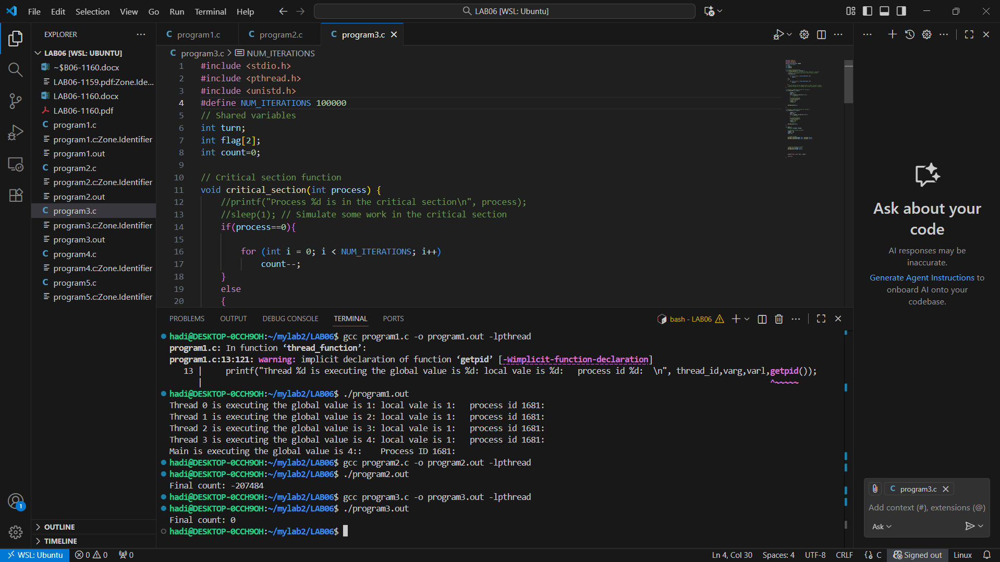 File Edit Selection View Go Run Terminal Help
LAB06 [WSL: Ubuntu]
EXPLORER
LAB06 [WSL: UBUNTU]
~$B06-1160.docx
LAB06-1159.pdf:Zone.Ide...
LAB06-1160.docx
LAB06-1160.pdf
C program1.c
program1.c:Zone.Identifier
program1.out
C program2.c
program2.c:Zone.Identifier
program2.out
C program3.c
program3.c:Zone.Identifier
program3.out
C program4.c
program4.c:Zone.Identifier
C program5.c
program5.c:Zone.Identifier
OUTLINE
TIMELINE
C program1.c C program2.c C program3.c
C program3.c > NUM_ITERATIONS
1 #include <stdio.h>
2 #include <pthread.h>
3 #include <unistd.h>
4 #define NUM_ITERATIONS 100000
5 // Shared variables
6 int turn;
7 int flag[2];
8 int count=0;
9
10 // Critical section function
11 void critical_section(int process) {
12 //printf("Process %d is in the critical section\n", process);
13 //sleep(1); // Simulate some work in the critical section
14 if(process==0){
15
16 for (int i = 0; i < NUM_ITERATIONS; i++)
17 count--;
18 }
19 else
20 {
PROBLEMS OUTPUT DEBUG CONSOLE TERMINAL PORTS
bash - LAB06
hadi@DESKTOP-0CCH9OH:~/mylab2/LAB06$ gcc program1.c -o program1.out -lpthread
program1.c: In function ‘thread_function’:
program1.c:13:121: warning: implicit declaration of function ‘getpid’ [-Wimplicit-function-declaration]
13 | printf("Thread %d is executing the global value is %d: local vale is %d: process id %d: \n", thread_id,varg,varl,getpid());
| ^~~~~~
hadi@DESKTOP-0CCH9OH:~/mylab2/LAB06$ ./program1.out
Thread 0 is executing the global value is 1: local vale is 1: process id 1681:
Thread 1 is executing the global value is 2: local vale is 1: process id 1681:
Thread 2 is executing the global value is 3: local vale is 1: process id 1681:
Thread 3 is executing the global value is 4: local vale is 1: process id 1681:
Main is executing the global value is 4:: Process ID 1681:
hadi@DESKTOP-0CCH9OH:~/mylab2/LAB06$ gcc program2.c -o program2.out -lpthread
hadi@DESKTOP-0CCH9OH:~/mylab2/LAB06$ ./program2.out
Final count: -207484
hadi@DESKTOP-0CCH9OH:~/mylab2/LAB06$ gcc program3.c -o program3.out -lpthread
hadi@DESKTOP-0CCH9OH:~/mylab2/LAB06$ ./program3.out
Final count: 0
hadi@DESKTOP-0CCH9OH:~/mylab2/LAB06$
Ask about your
code
AI responses may be
inaccurate.
Generate Agent Instructions to
onboard AI onto your
codebase.
C program3.c
Add context (#), extensions (@)
Ask
1
WSL: Ubuntu 0 0 0
Ln 4, Col 30 Spaces: 4 UTF-8 CRLF {} C Signed out Linux